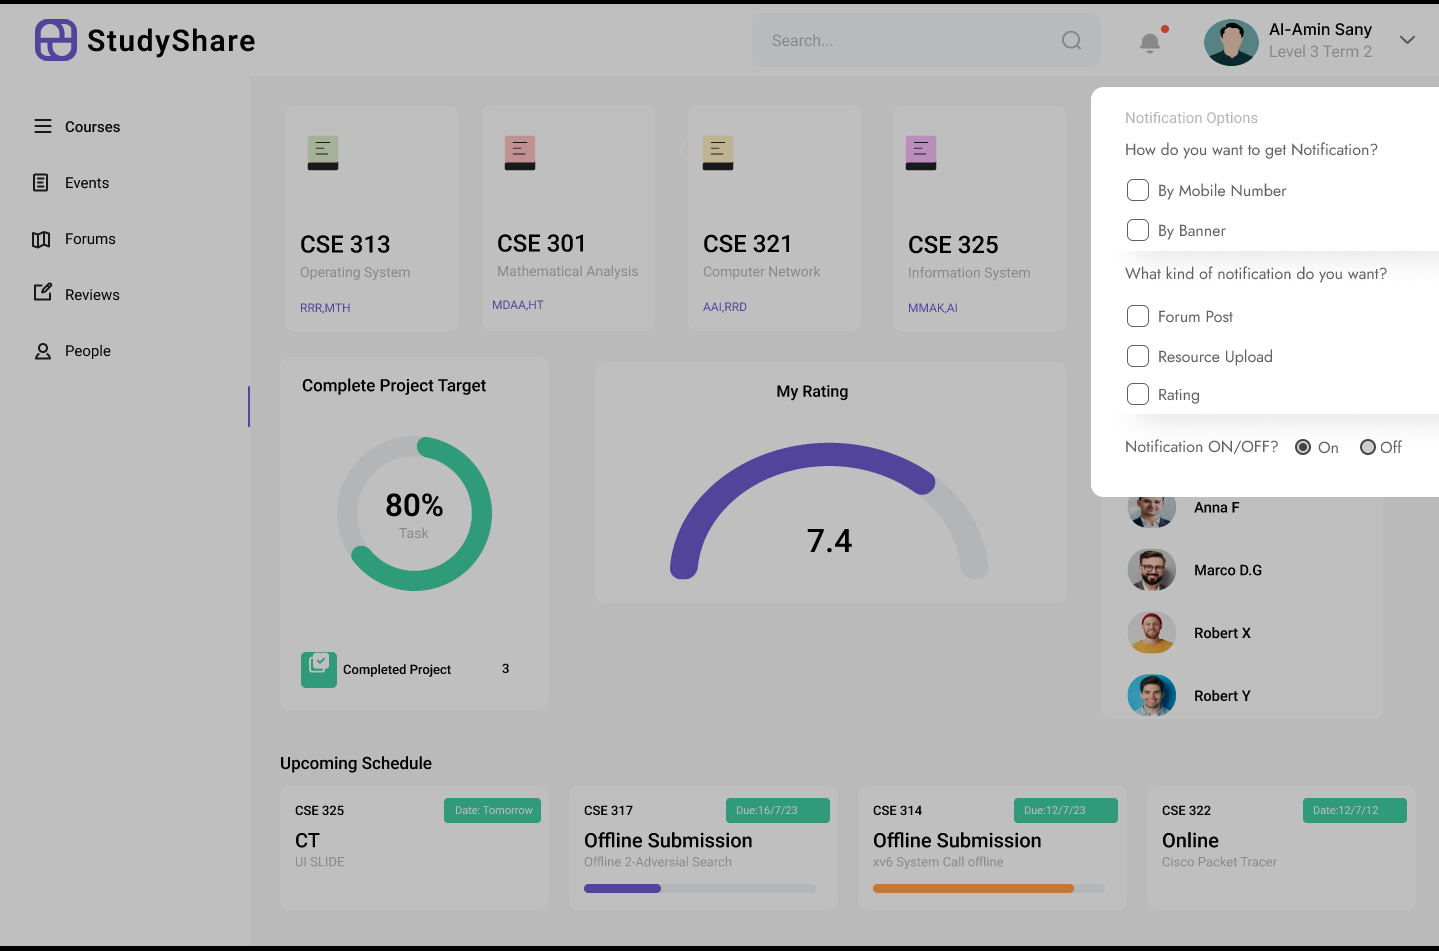 StudyShare
Search...
Al-Amin Sany
Level 3 Term 2
Courses
Events
Forums
Reviews
People
CSE 313
Operating System
RRR,MTH
CSE 301
Mathematical Analysis
MDAA,HT
CSE 321
Computer Network
AAI,RRD
CSE 325
Information System
MMAK,AI
Notification Options
How do you want to get Notification?
By Mobile Number
By Banner
What kind of notification do you want?
Forum Post
Resource Upload
Rating
Notification ON/OFF? On Off
Complete Project Target
80%
Task
Completed Project 3
My Rating
7.4
Anna F
Marco D.G
Robert X
Robert Y
Upcoming Schedule
CSE 325 Date: Tomorrow
CT
UI SLIDE
CSE 317 Due:16/7/23
Offline Submission
Offline 2-Adversial Search
CSE 314 Due:12/7/23
Offline Submission
xv6 System Call offline
CSE 322 Date:12/7/12
Online
Cisco Packet Tracer